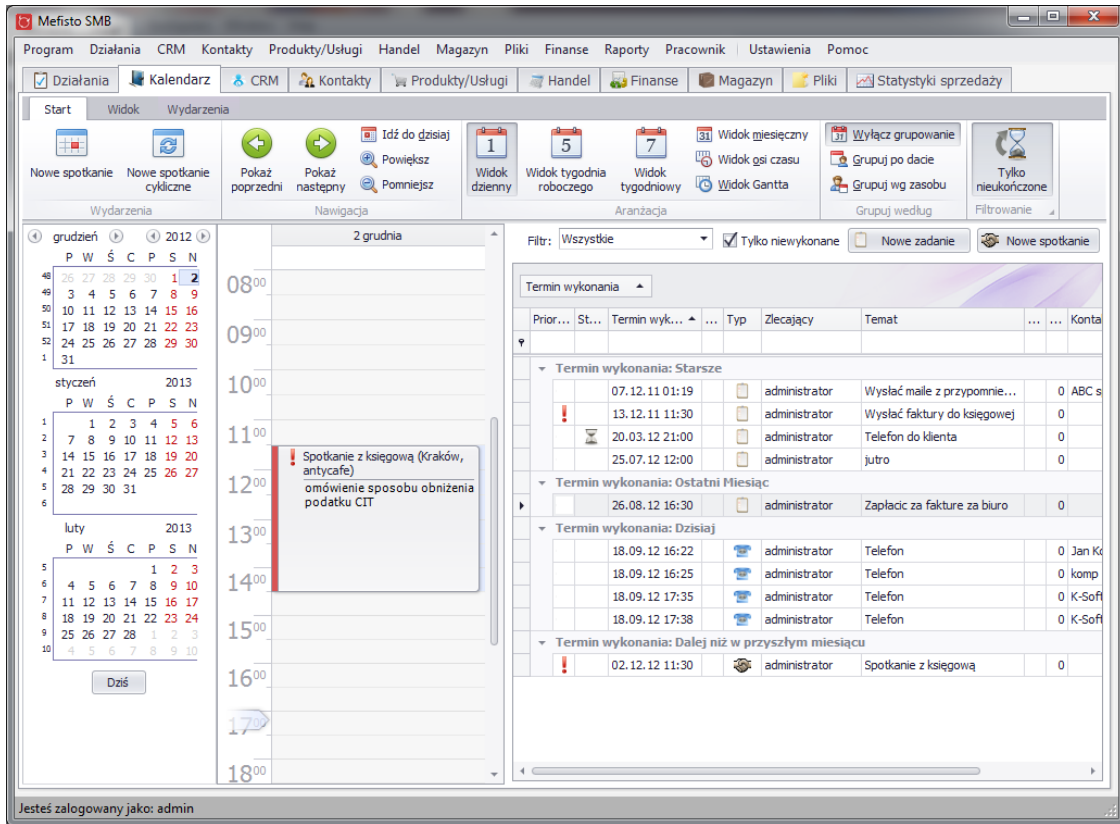 Mefisto SMB
Program Działania CRM Kontakty Produkty/Usługi Handel Magazyn Pliki Finanse Raporty Pracownik Ustawienia Pomoc
Działania Kalendarz CRM Kontakty Produkty/Usługi Handel Finanse Magazyn Pliki Statystyki sprzedaży
Start Widok Wydarzenia
Nowe spotkanie
Nowe spotkanie cykliczne
Wydarzenia
Pokaż poprzedni
Pokaż następny
Idź do dzisiaj
Powiększ
Pomniejsz
Nawigacja
1
Widok dzienny
5
Widok tygodnia roboczego
7
Widok tygodniowy
31 Widok miesięczny
Widok osi czasu
Widok Gantta
Aranżacja
31 Wyłącz grupowanie
Grupuj po dacie
Grupuj wg zasobu
Grupuj według
Tylko nieukończone
Filtrowanie
grudzień 2012
P W Ś C P S N
48 26 27 28 29 30 1 2
49 3 4 5 6 7 8 9
50 10 11 12 13 14 15 16
51 17 18 19 20 21 22 23
52 24 25 26 27 28 29 30
1 31
styczeń 2013
P W Ś C P S N
1 1 2 3 4 5 6
2 7 8 9 10 11 12 13
3 14 15 16 17 18 19 20
4 21 22 23 24 25 26 27
5 28 29 30 31
6
luty 2013
P W Ś C P S N
5 1 2 3
6 4 5 6 7 8 9 10
7 11 12 13 14 15 16 17
8 18 19 20 21 22 23 24
9 25 26 27 28 1 2 3
10 4 5 6 7 8 9 10
Dziś
2 grudnia
08 00
09 00
10 00
11 00
12 00
13 00
14 00
15 00
16 00
17 00
18 00
Spotkanie z księgową (Kraków,
antycafe)
omówienie sposobu obniżenia
podatku CIT
Filtr: Wszystkie Tylko niewykonane Nowe zadanie Nowe spotkanie
Termin wykonania
Prior... St... Termin wyk... ... Typ Zlecający Temat ... ... Konta
Termin wykonania: Starsze
07.12.11 01:19 administrator Wysłać maile z przypomnie... 0 ABC s
13.12.11 11:30 administrator Wysłać faktury do księgowej 0
20.03.12 21:00 administrator Telefon do klienta 0
25.07.12 12:00 administrator jutro 0
Termin wykonania: Ostatni Miesiąc
26.08.12 16:30 administrator Zapłacic za fakture za biuro 0
Termin wykonania: Dzisiaj
18.09.12 16:22 administrator Telefon 0 Jan Ko
18.09.12 16:25 administrator Telefon 0 komp
18.09.12 17:35 administrator Telefon 0 K-Soft
18.09.12 17:38 administrator Telefon 0 K-Soft
Termin wykonania: Dalej niż w przyszłym miesiącu
02.12.12 11:30 administrator Spotkanie z księgową 0
Jesteś zalogowany jako: admin